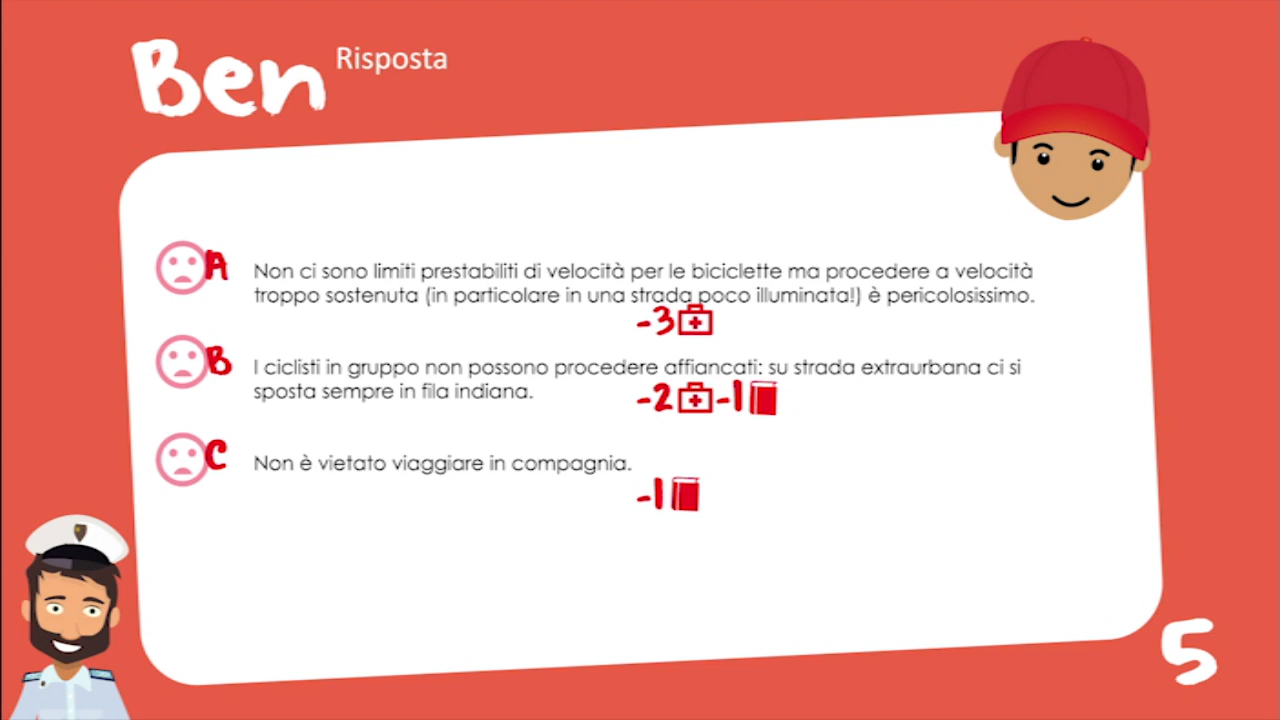 Ben Risposta
A Non ci sono limiti prestabiliti di velocità per le biciclette ma procedere a velocità
troppo sostenuta (in particolare in una strada poco illuminata!) è pericolosissimo.
-3
B I ciclisti in gruppo non possono procedere affiancati: su strada extraurbana ci si
sposta sempre in fila indiana.
-2 -1
C Non è vietato viaggiare in compagnia.
-1
5